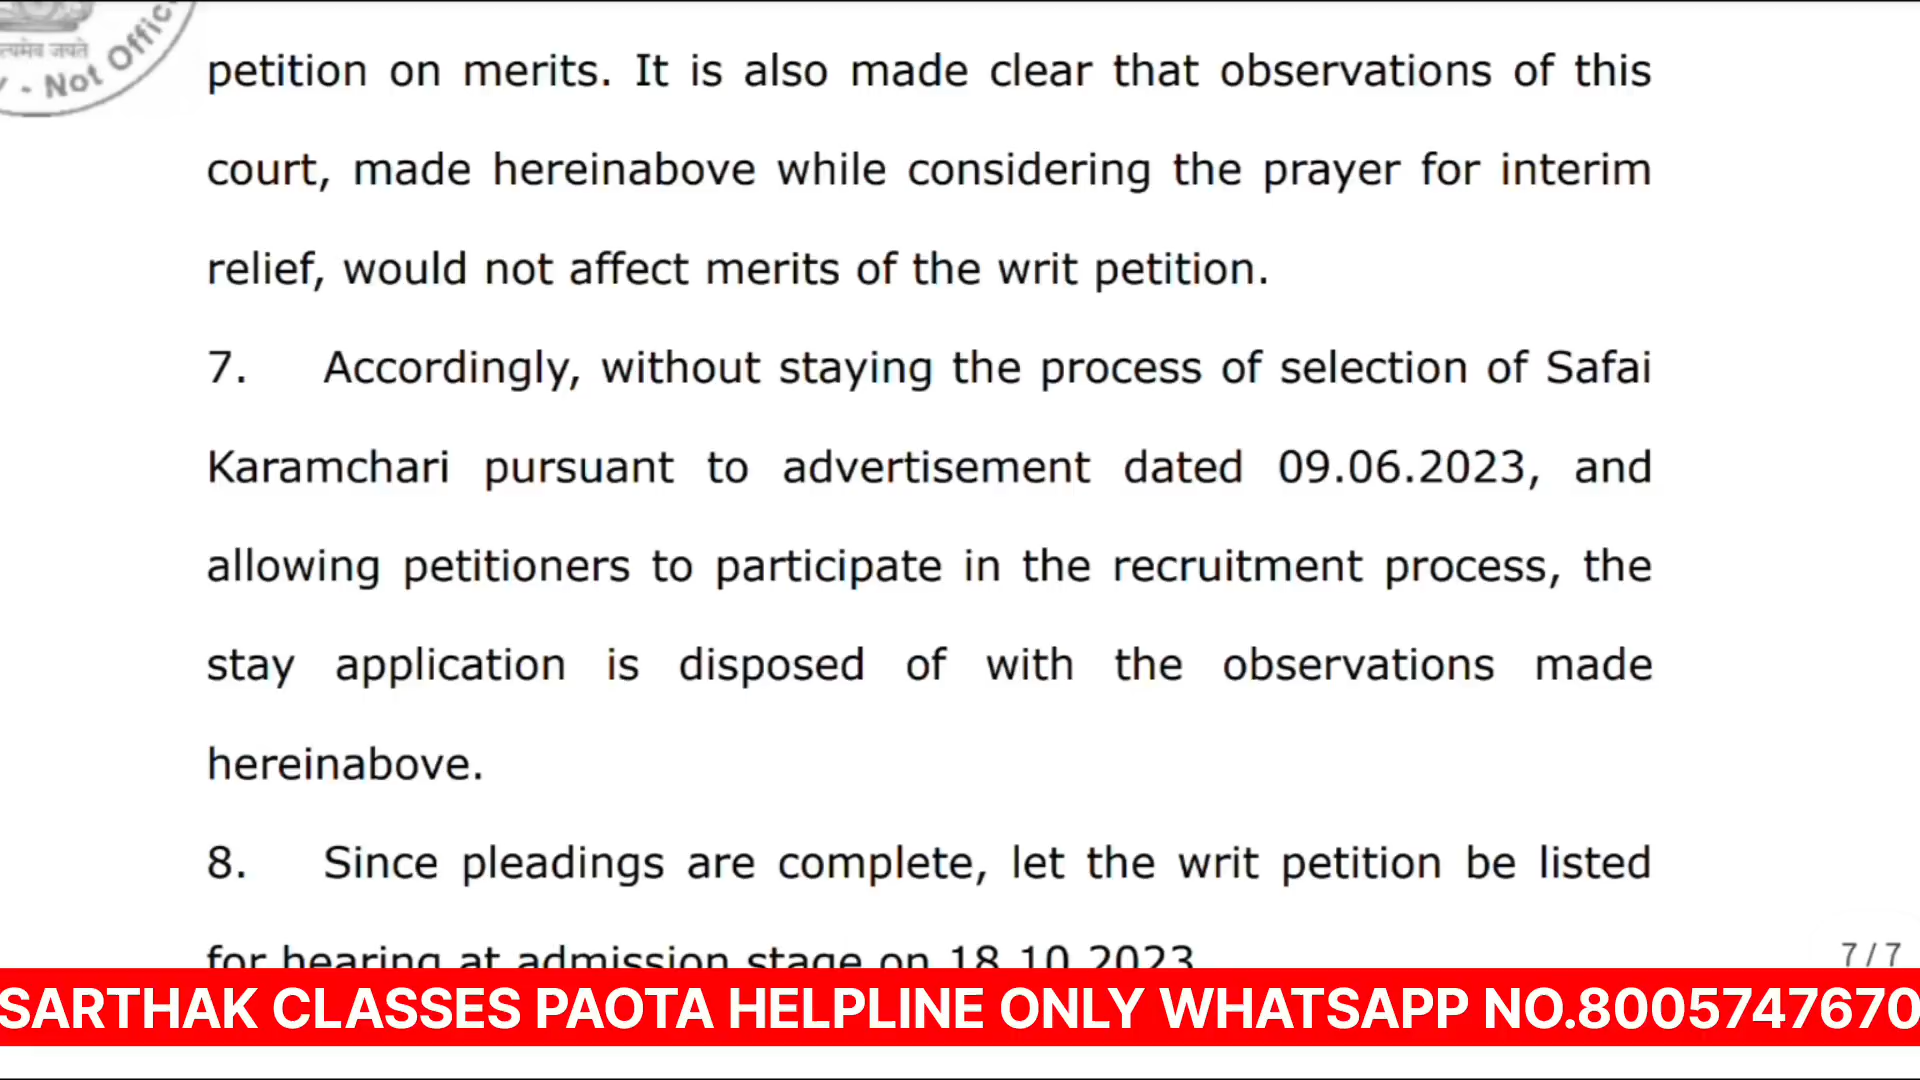 त्यमेव जयते
- Not Offic
petition on merits. It is also made clear that observations of this
court, made hereinabove while considering the prayer for interim
relief, would not affect merits of the writ petition.
7. Accordingly, without staying the process of selection of Safai
Karamchari pursuant to advertisement dated 09.06.2023, and
allowing petitioners to participate in the recruitment process, the
stay application is disposed of with the observations made
hereinabove.
8. Since pleadings are complete, let the writ petition be listed
for hearing at admission stage on 18.10.2023
7 / 7
SARTHAK CLASSES PAOTA HELPLINE ONLY WHATSAPP NO.8005747670